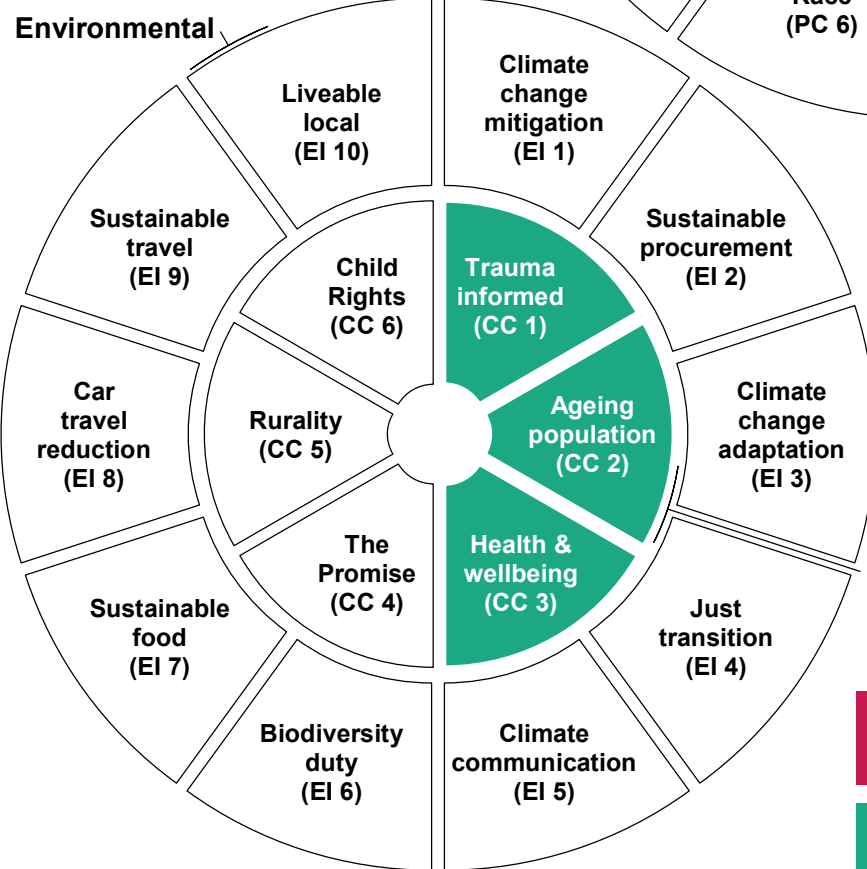 Environmental
(PC 6)
Liveable
local
(EI 10)
Climate
change
mitigation
(EI 1)
Sustainable
travel
(EI 9)
Sustainable
procurement
(EI 2)
Child
Rights
(CC 6)
Trauma
informed
(CC 1)
Car
travel
reduction
(EI 8)
Rurality
(CC 5)
Ageing
population
(CC 2)
Climate
change
adaptation
(EI 3)
The
Promise
(CC 4)
Health &
wellbeing
(CC 3)
Sustainable
food
(EI 7)
Just
transition
(EI 4)
Biodiversity
duty
(EI 6)
Climate
communication
(EI 5)